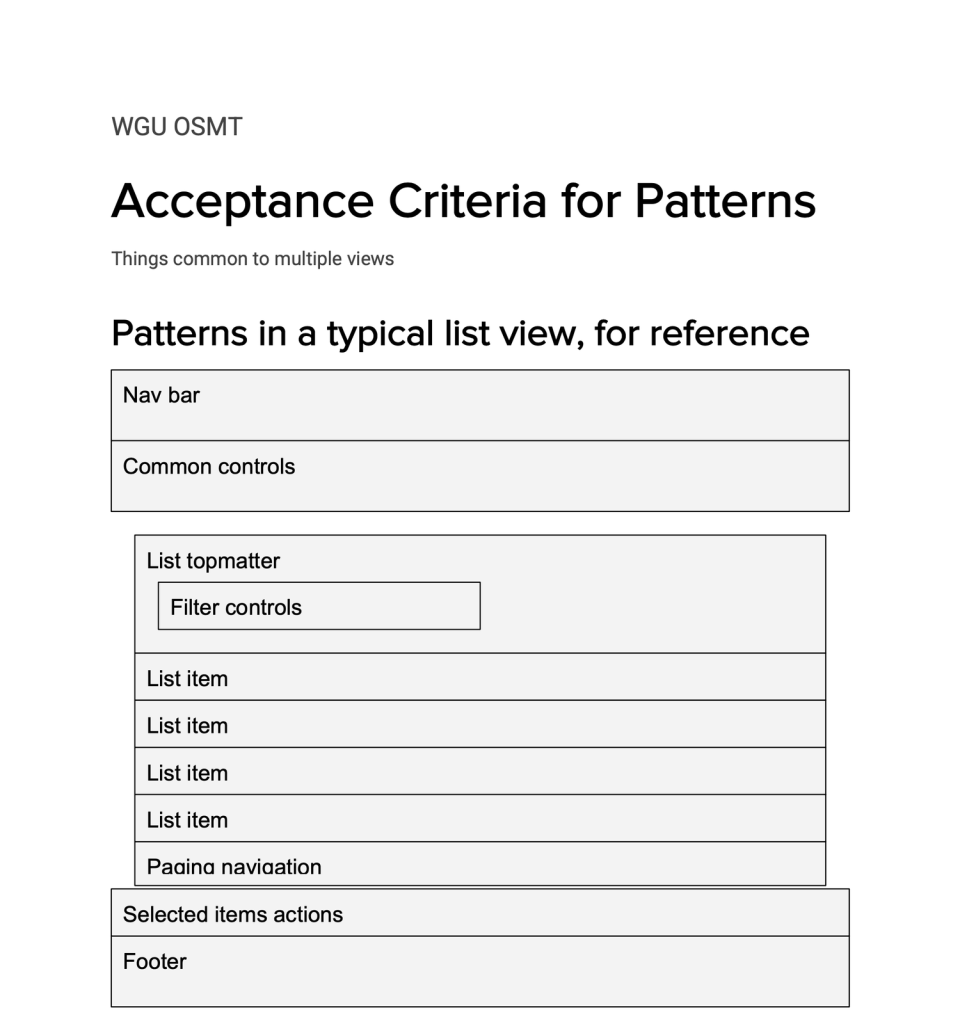 WGU OSMT
Acceptance Criteria for Patterns
Things common to multiple views
Patterns in a typical list view, for reference
Nav bar
Common controls
List topmatter
Filter controls
List item
List item
List item
List item
Paging navigation
Selected items actions
Footer